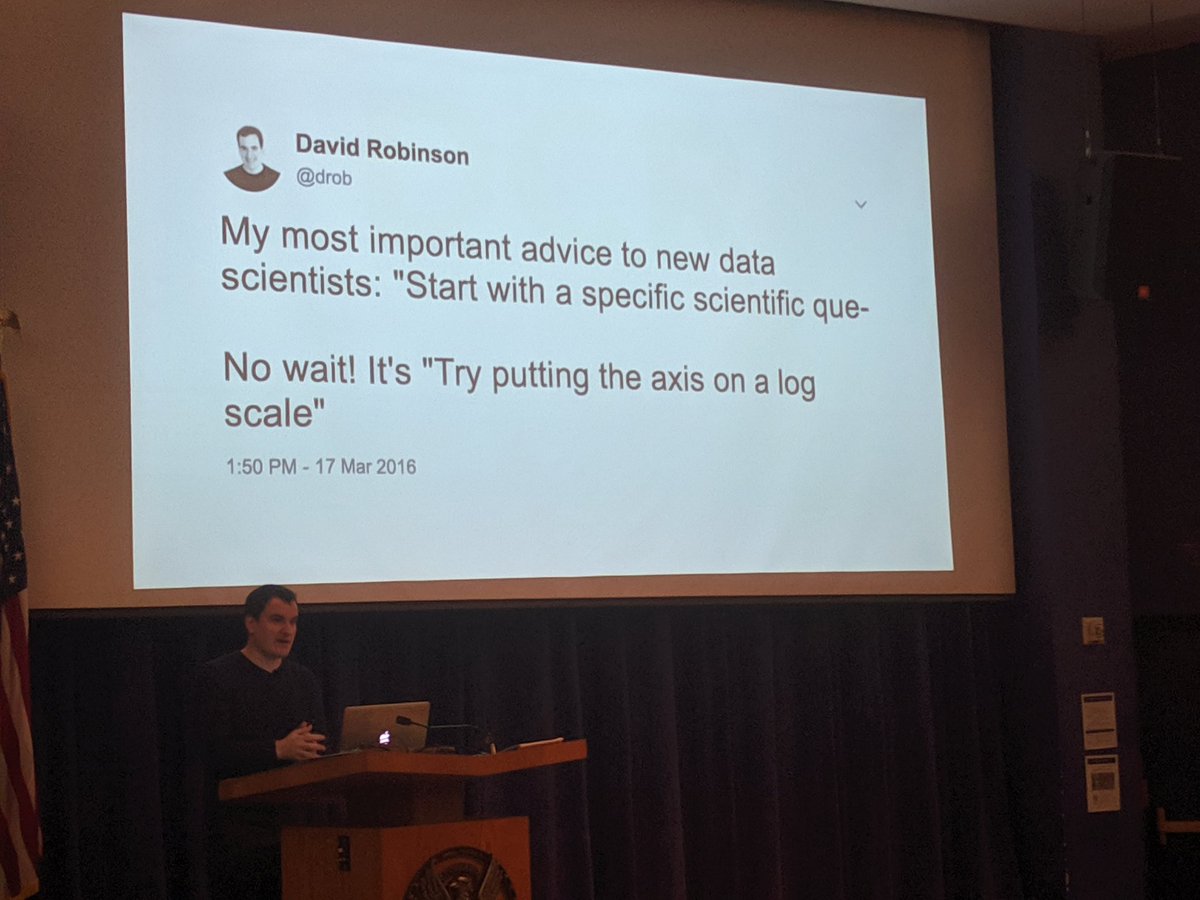 David Robinson
@drob
My most important advice to new data
scientists: "Start with a specific scientific que-
No wait! It's "Try putting the axis on a log
scale"
1:50 PM - 17 Mar 2016